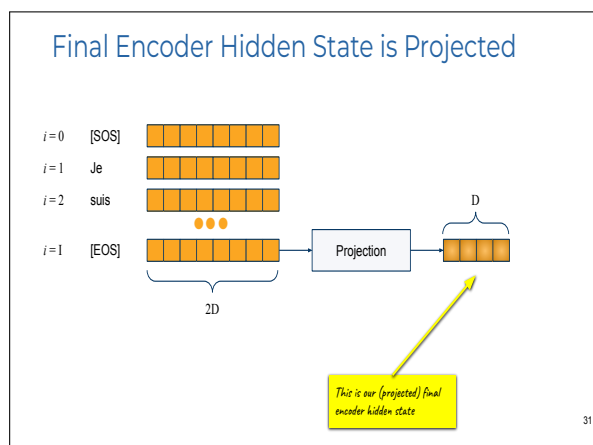 Final Encoder Hidden State is Projected
i = 0 [SOS]
i = 1 Je
i = 2 suis
i = I [EOS]
Projection
D
2D
This is our (projected) final
encoder hidden state
31